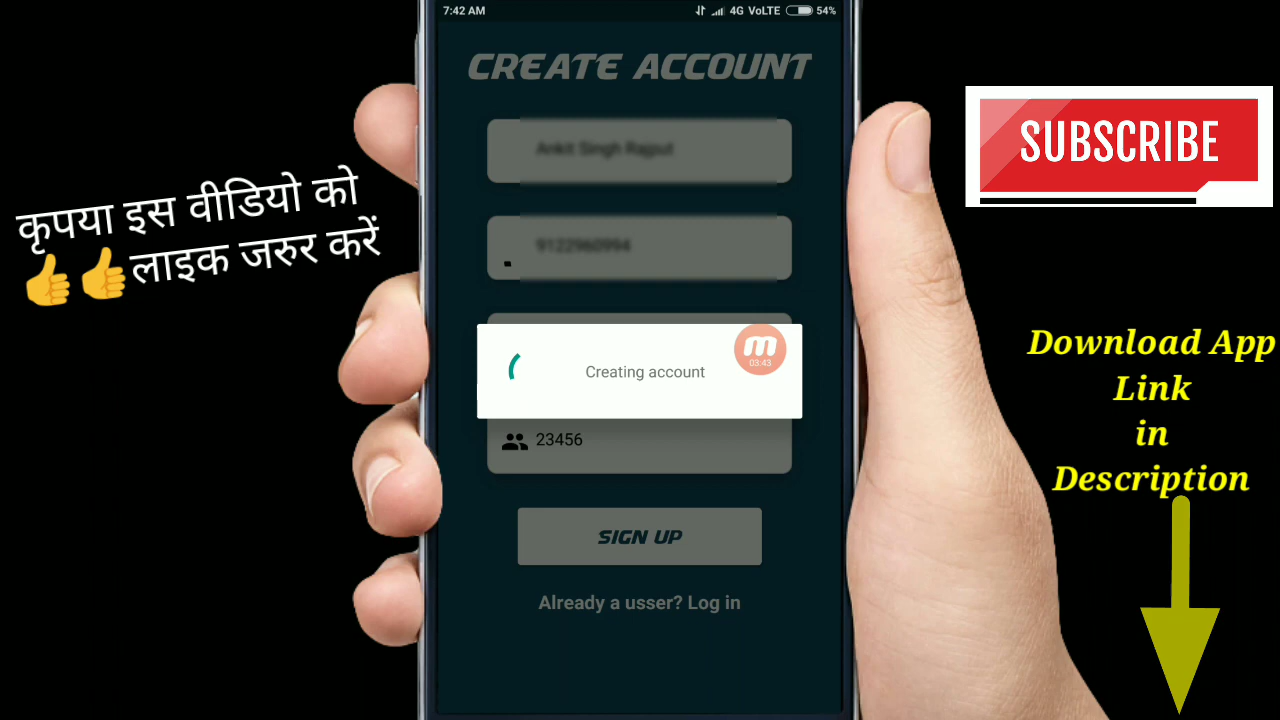 7:42 AM
4G VoLTE 54%
CREATE ACCOUNT
कृपया इस वीडियो को
👍👍लाइक जरुर करें
SUBSCRIBE
Creating account
m
03:43
23456
SIGN UP
Already a usser? Log in
Download App
Link
in
Description